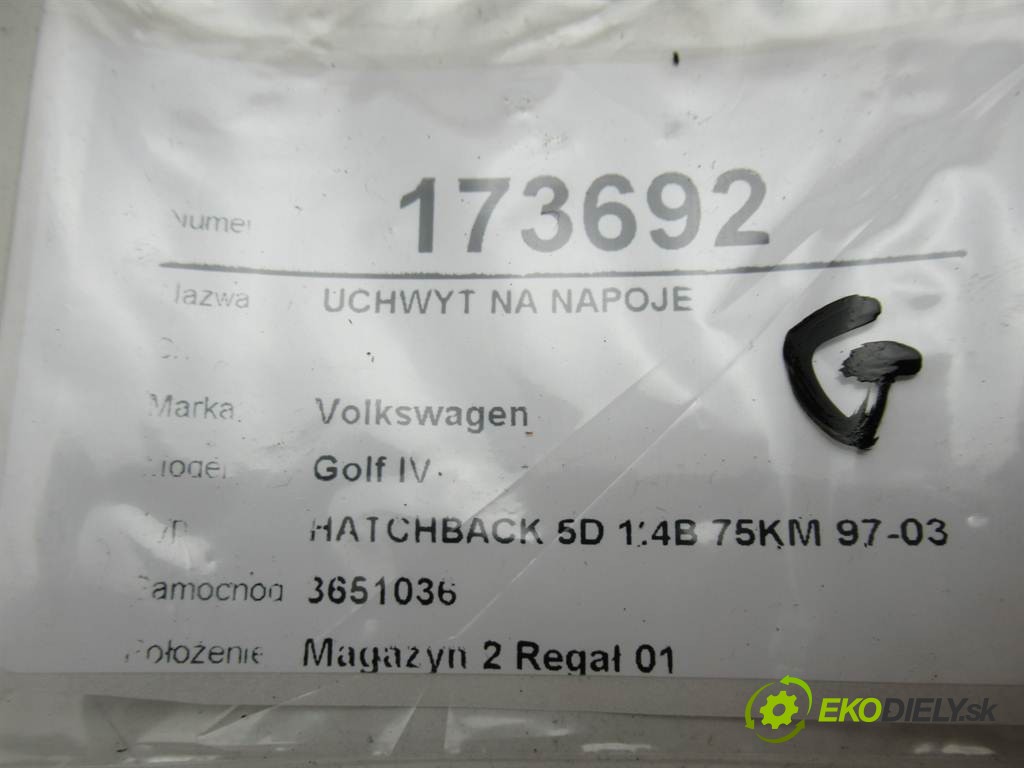 Numer 173692
Nazwa UCHWYT NA NAPOJE
G
Marka: Volkswagen
Model Golf IV
Typ HATCHBACK 5D 1.4B 75KM 97-03
Samochód 3651036
Położenie Magazyn 2 Regał 01
EKODIELY.sk